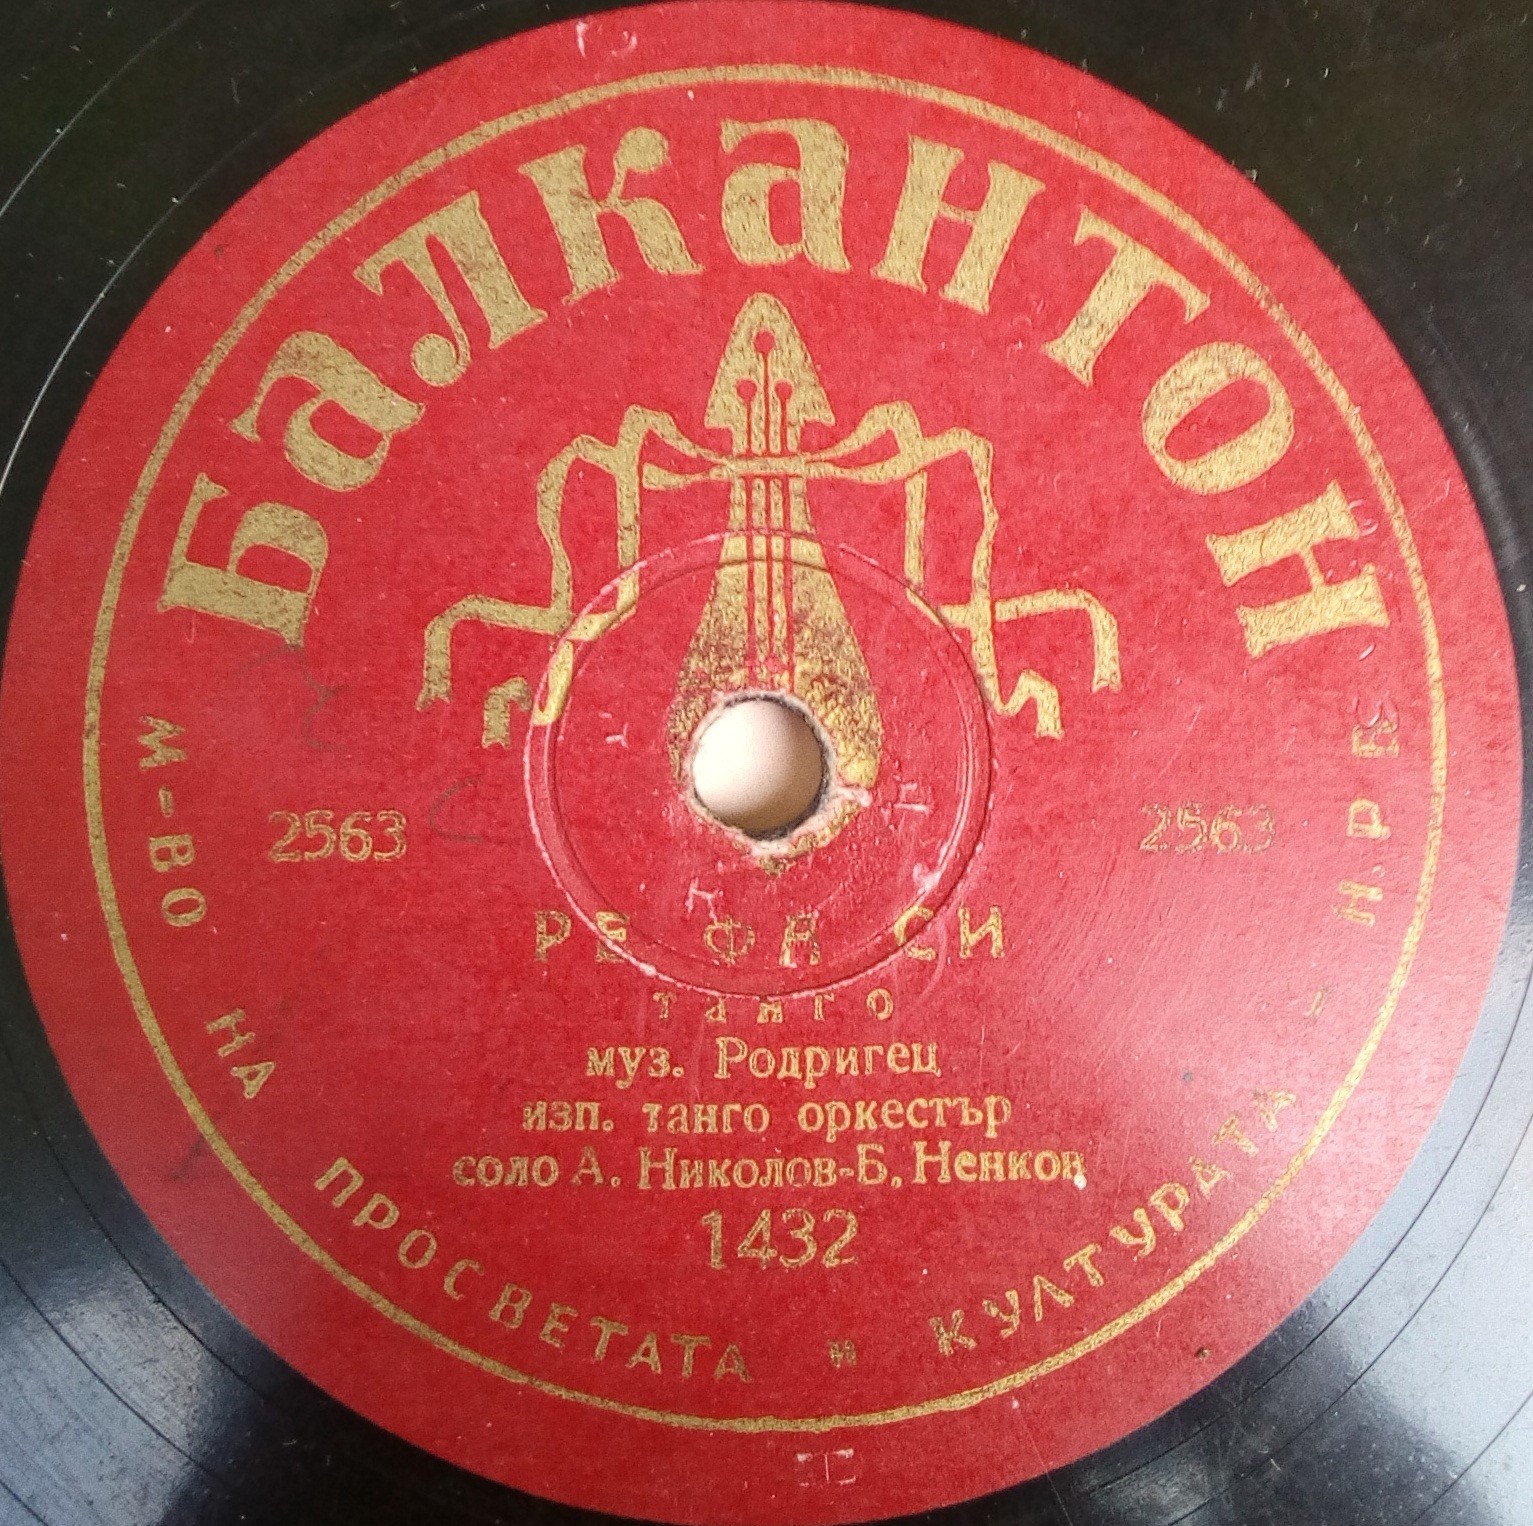 Балкантон
2563 2563
РЕ ФА СИ
танго
муз. Родригец
изп. танго оркестър
соло А. Николов-Б. Ненков
1432
М-ВО НА ПРОСВЕТАТА и КУЛТУРАТА - Н.Р.Б.